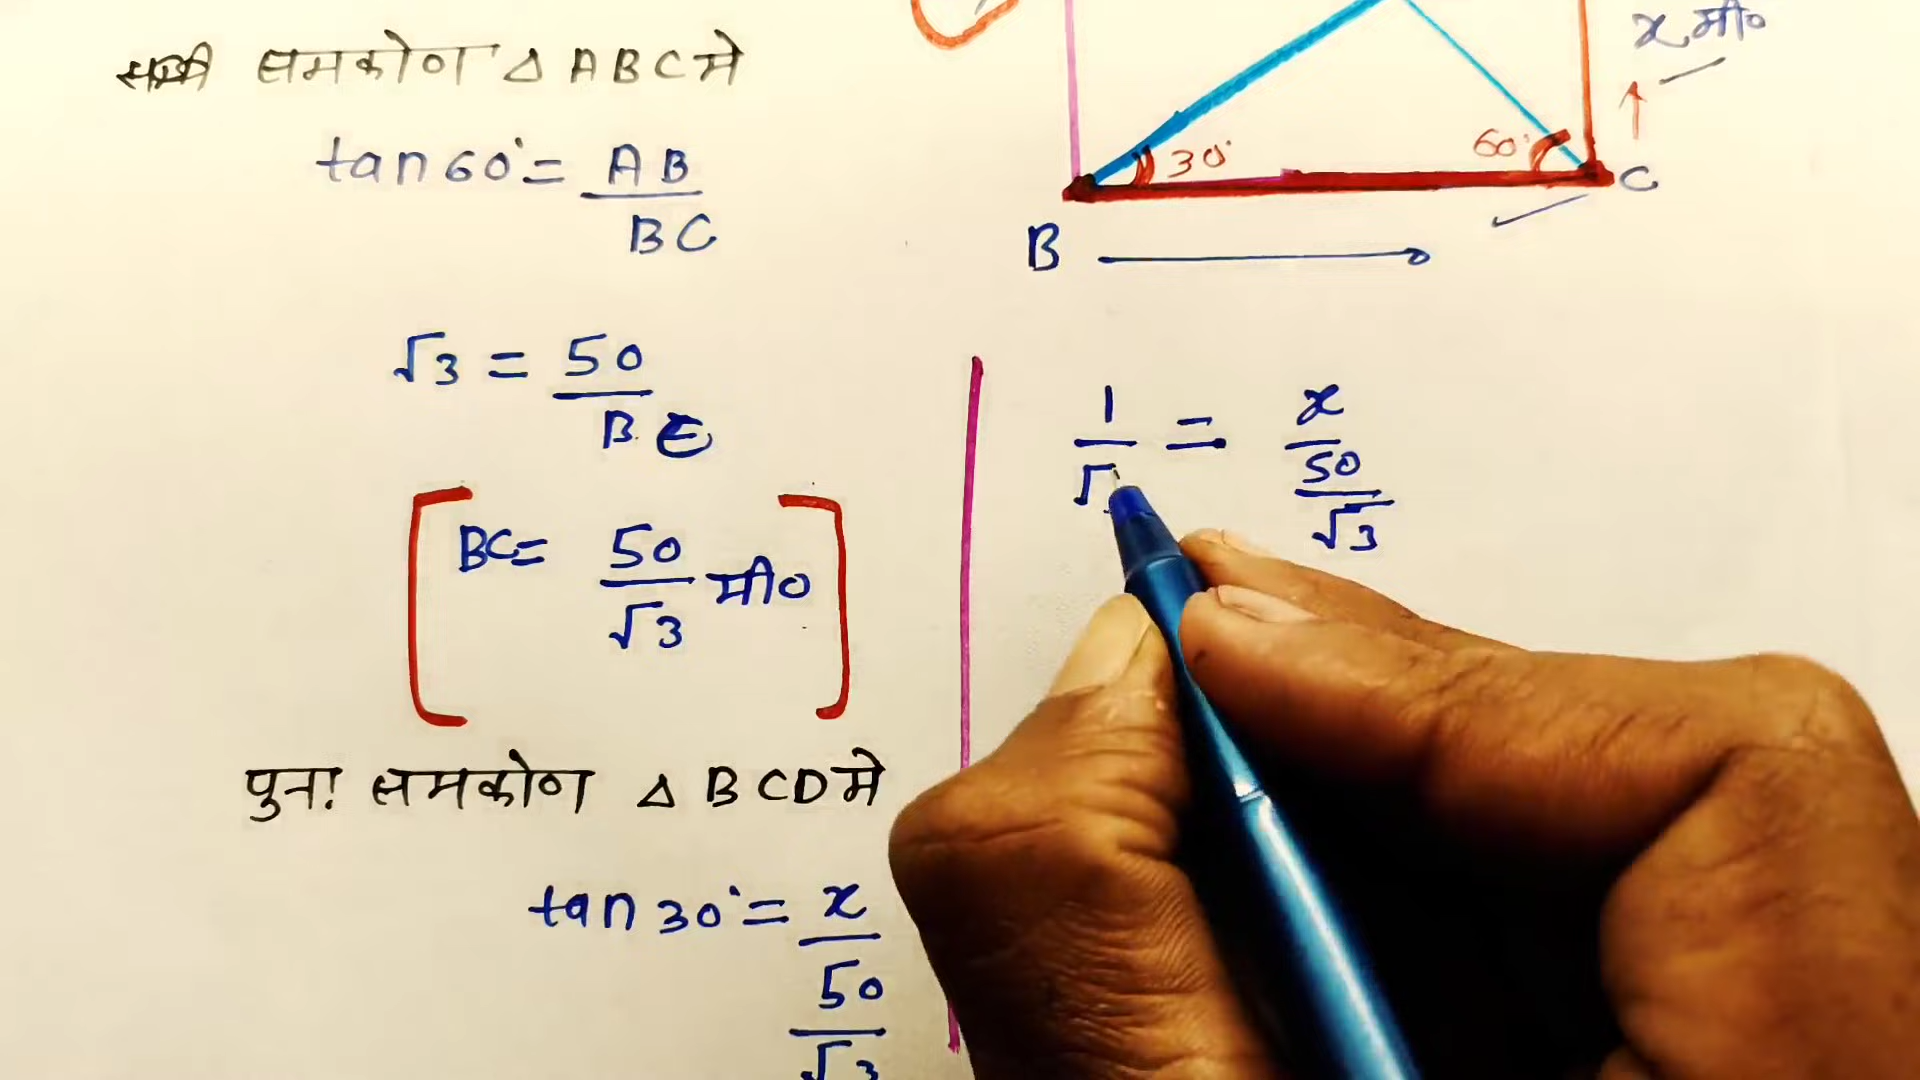 समकोण Δ ABC मे
tan 60° = AB
BC
√3 = 50
BC
BC = 50 मी०
√3
पुनः समकोण Δ BCD मे
tan 30° = x
50
√3
x मी०
30°
60°
B
C
1 = x
√
50
√3